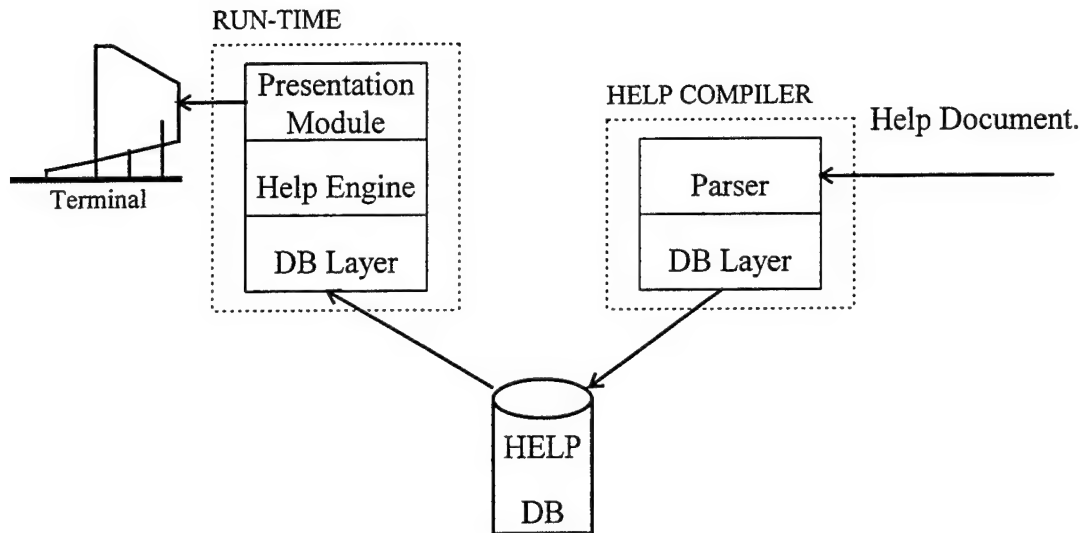 RUN-TIME
Presentation
Module
Help Engine
DB Layer
Terminal
HELP COMPILER
Help Document.
Parser
DB Layer
HELP
DB